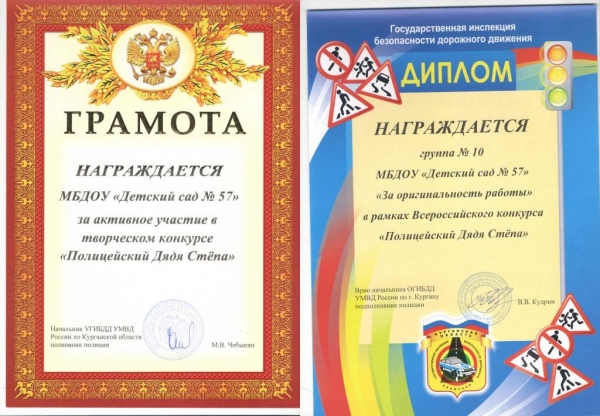 ГРАМОТА
НАГРАЖДАЕТСЯ
МБДОУ «Детский сад № 57»
за активное участие в
творческом конкурсе
«Полицейский Дядя Стёпа»
Начальник УГИБДД УМВД
России по Курганской области
полковник полиции
М.В. Чебыкин
Государственная инспекция
безопасности дорожного движения
ДИПЛОМ
НАГРАЖДАЕТСЯ
группа № 10
МБДОУ «Детский сад № 57»
«За оригинальность работы»
в рамках Всероссийского конкурса
«Полицейский Дядя Стёпа»
Врио начальника ОГИБДД
УМВД России по г. Кургану
подполковник полиции
В.В. Кудрин